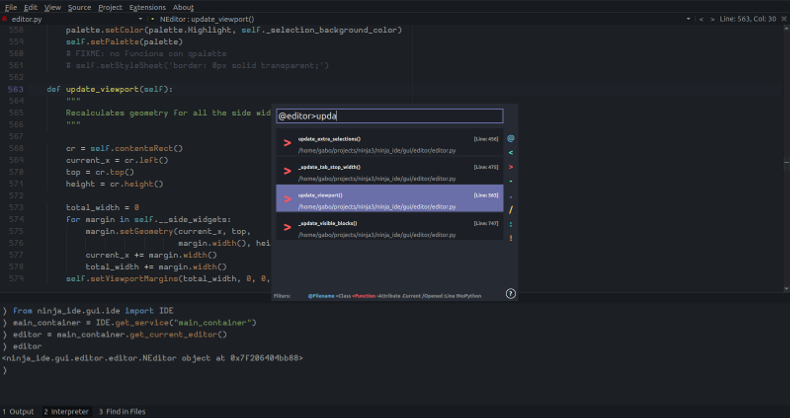 File Edit View Source Project Extensions About
editor.py NEditor : update_viewport() < > Line: 563, Col: 30
558 palette.setColor(palette.Highlight, self._selection_background_color)
559 self.setPalette(palette)
560 # FIXME: no funciona con qpalette
561 # self.setStyleSheet('border: 0px solid transparent;')
562
563 def update_viewport(self):
564 """
565 Recalculates geometry for all the side wid
566 """
567
568 cr = self.contentsRect()
569 current_x = cr.left()
570 top = cr.top()
571 height = cr.height()
572
573 total_width = 0
574 for margin in self.__side_widgets:
575 margin.setGeometry(current_x, top,
576 margin.width(), hei
577 current_x += margin.width()
578 total_width += margin.width()
579 self.setViewportMargins(total_width, 0, 0,
@editor>upda
update_extra_selections() [Line: 456]
/home/gabo/projects/ninja3/ninja_ide/gui/editor/editor.py
_update_tab_stop_width() [Line: 475]
/home/gabo/projects/ninja3/ninja_ide/gui/editor/editor.py
update_viewport() [Line: 563]
/home/gabo/projects/ninja3/ninja_ide/gui/editor/editor.py
_update_visible_blocks() [Line: 747]
/home/gabo/projects/ninja3/ninja_ide/gui/editor/editor.py
@
<
>
-
.
/
:
!
Filters: @Filename <Class >Function -Attribute .Current /Opened :Line !NoPython
?
) from ninja_ide.gui.ide import IDE
) main_container = IDE.get_service("main_container")
) editor = main_container.get_current_editor()
) editor
<ninja_ide.gui.editor.editor.NEditor object at 0x7f206404bb88>
)
1 Output 2 Interpreter 3 Find in Files